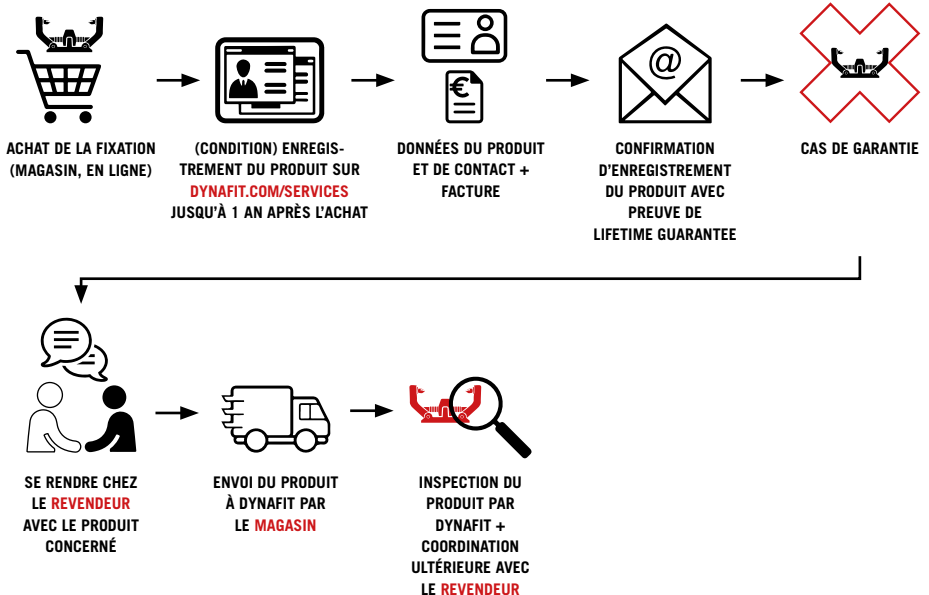 ACHAT DE LA FIXATION
(MAGASIN, EN LIGNE)
(CONDITION) ENREGIS-
TREMENT DU PRODUIT SUR
DYNAFIT.COM/SERVICES
JUSQU'À 1 AN APRÈS L'ACHAT
€
DONNÉES DU PRODUIT
ET DE CONTACT +
FACTURE
@
CONFIRMATION
D'ENREGISTREMENT
DU PRODUIT AVEC
PREUVE DE
LIFETIME GUARANTEE
CAS DE GARANTIE
SE RENDRE CHEZ
LE REVENDEUR
AVEC LE PRODUIT
CONCERNÉ
ENVOI DU PRODUIT
À DYNAFIT PAR
LE MAGASIN
INSPECTION DU
PRODUIT PAR
DYNAFIT +
COORDINATION
ULTÉRIEURE AVEC
LE REVENDEUR